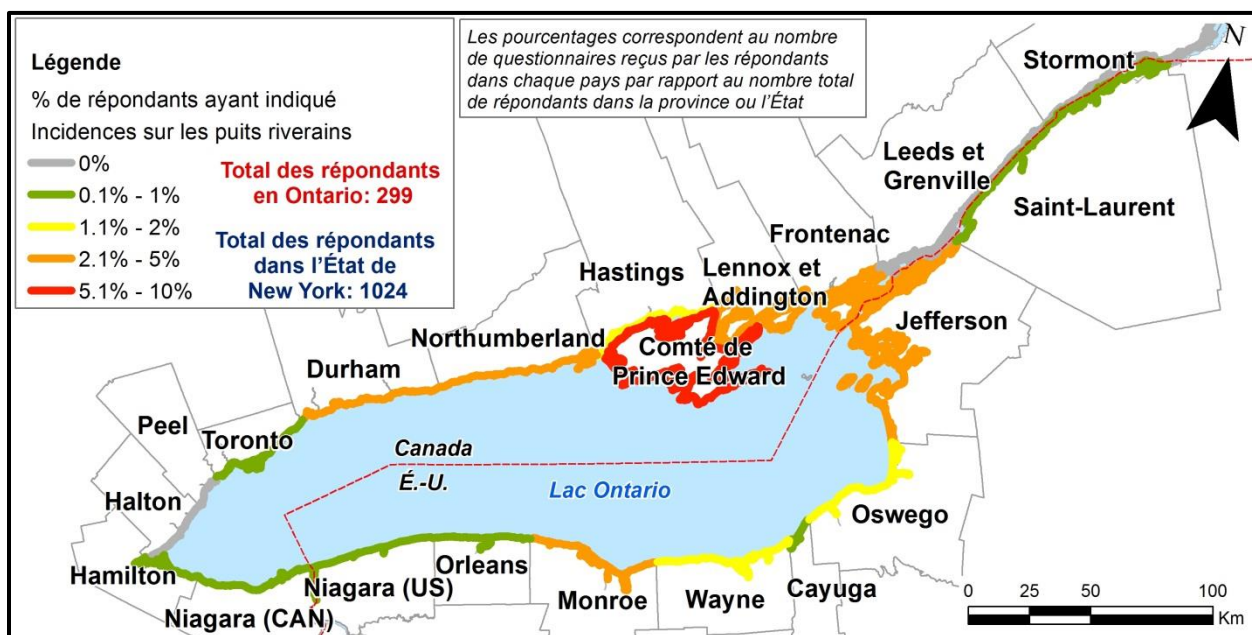 Légende
% de répondants ayant indiqué
Incidences sur les puits riverains
0%
0.1% - 1%
1.1% - 2%
2.1% - 5%
5.1% - 10%
Total des répondants
en Ontario: 299
Total des répondants
dans l'État de
New York: 1024
Les pourcentages correspondent au nombre
de questionnaires reçus par les répondants
dans chaque pays par rapport au nombre total
de répondants dans la province ou l'État
N
Stormont
Leeds et
Grenville
Saint-Laurent
Frontenac
Lennox et
Addington
Hastings
Jefferson
Northumberland
Comté de
Prince Edward
Durham
Peel
Toronto
Halton
Canada
É.-U.
Lac Ontario
Oswego
Hamilton
Niagara (CAN)
Niagara (US)
Orleans
Monroe
Wayne
Cayuga
0 25 50 100
Km